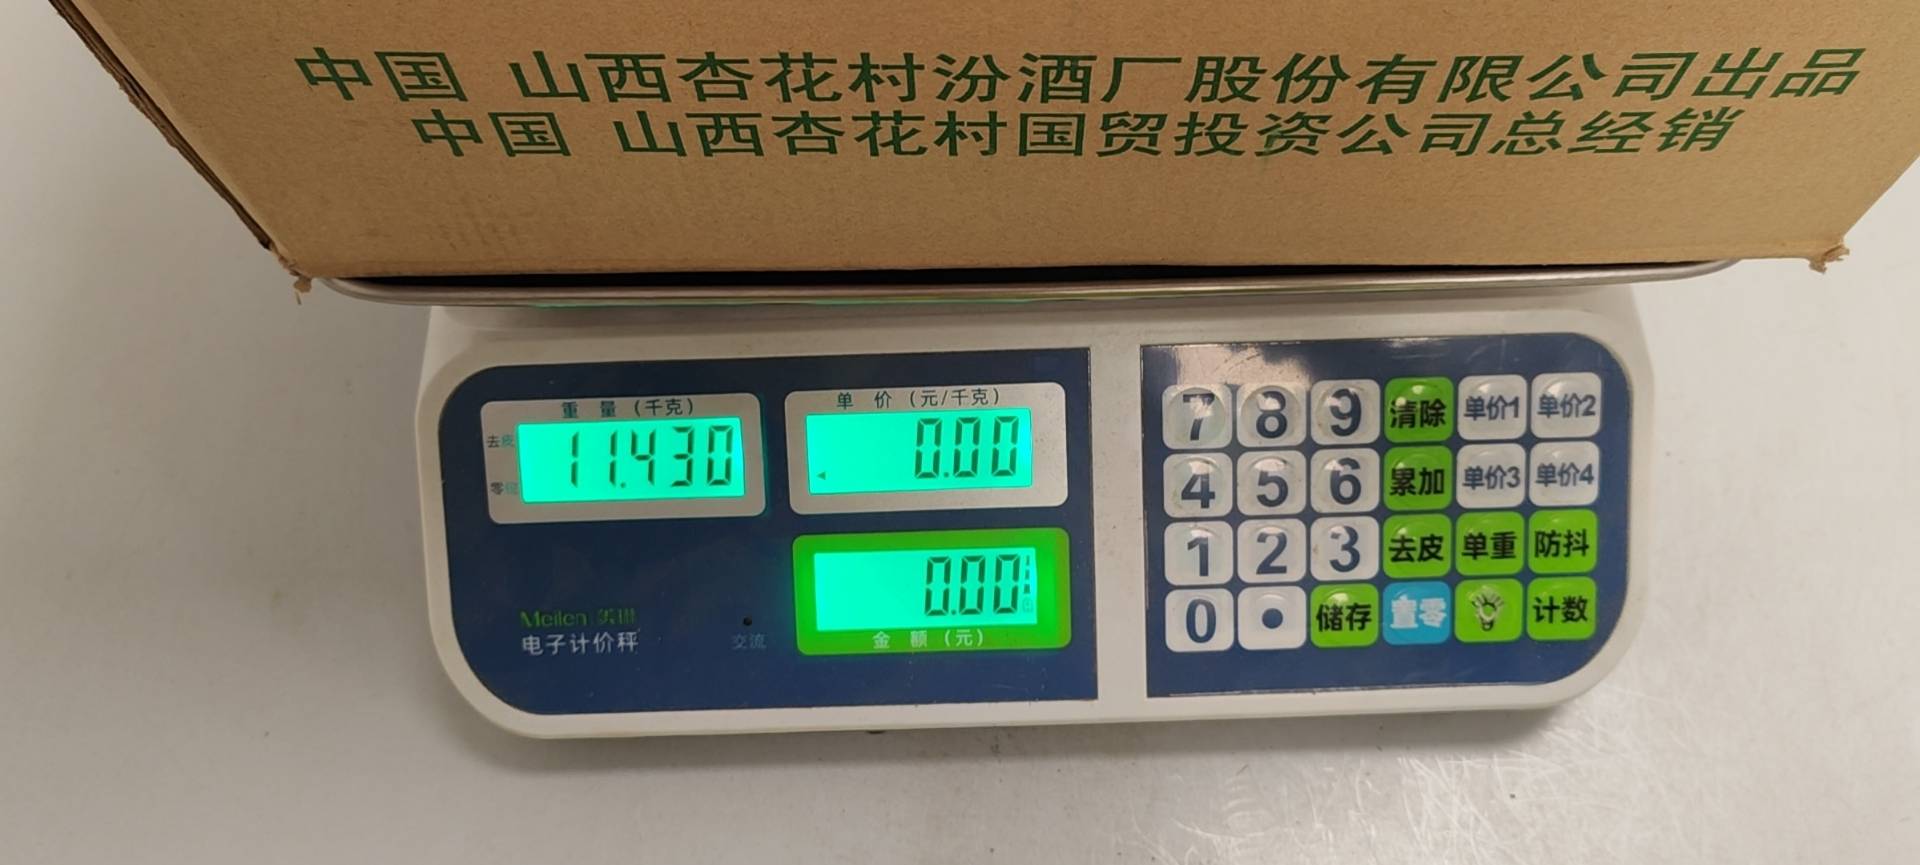 中国 山西杏花村汾酒厂股份有限公司出品
中国 山西杏花村国贸投资公司总经销
重 量 (千克)
去皮
11.430
零位
单 价 (元/千克)
0.00
0.00
金 额 (元)
Meilen 美琳
电子计价秤
交流
7 8 9 清除 单价1 单价2
4 5 6 累加 单价3 单价4
1 2 3 去皮 单重 防抖
0 • 储存 置零 计数